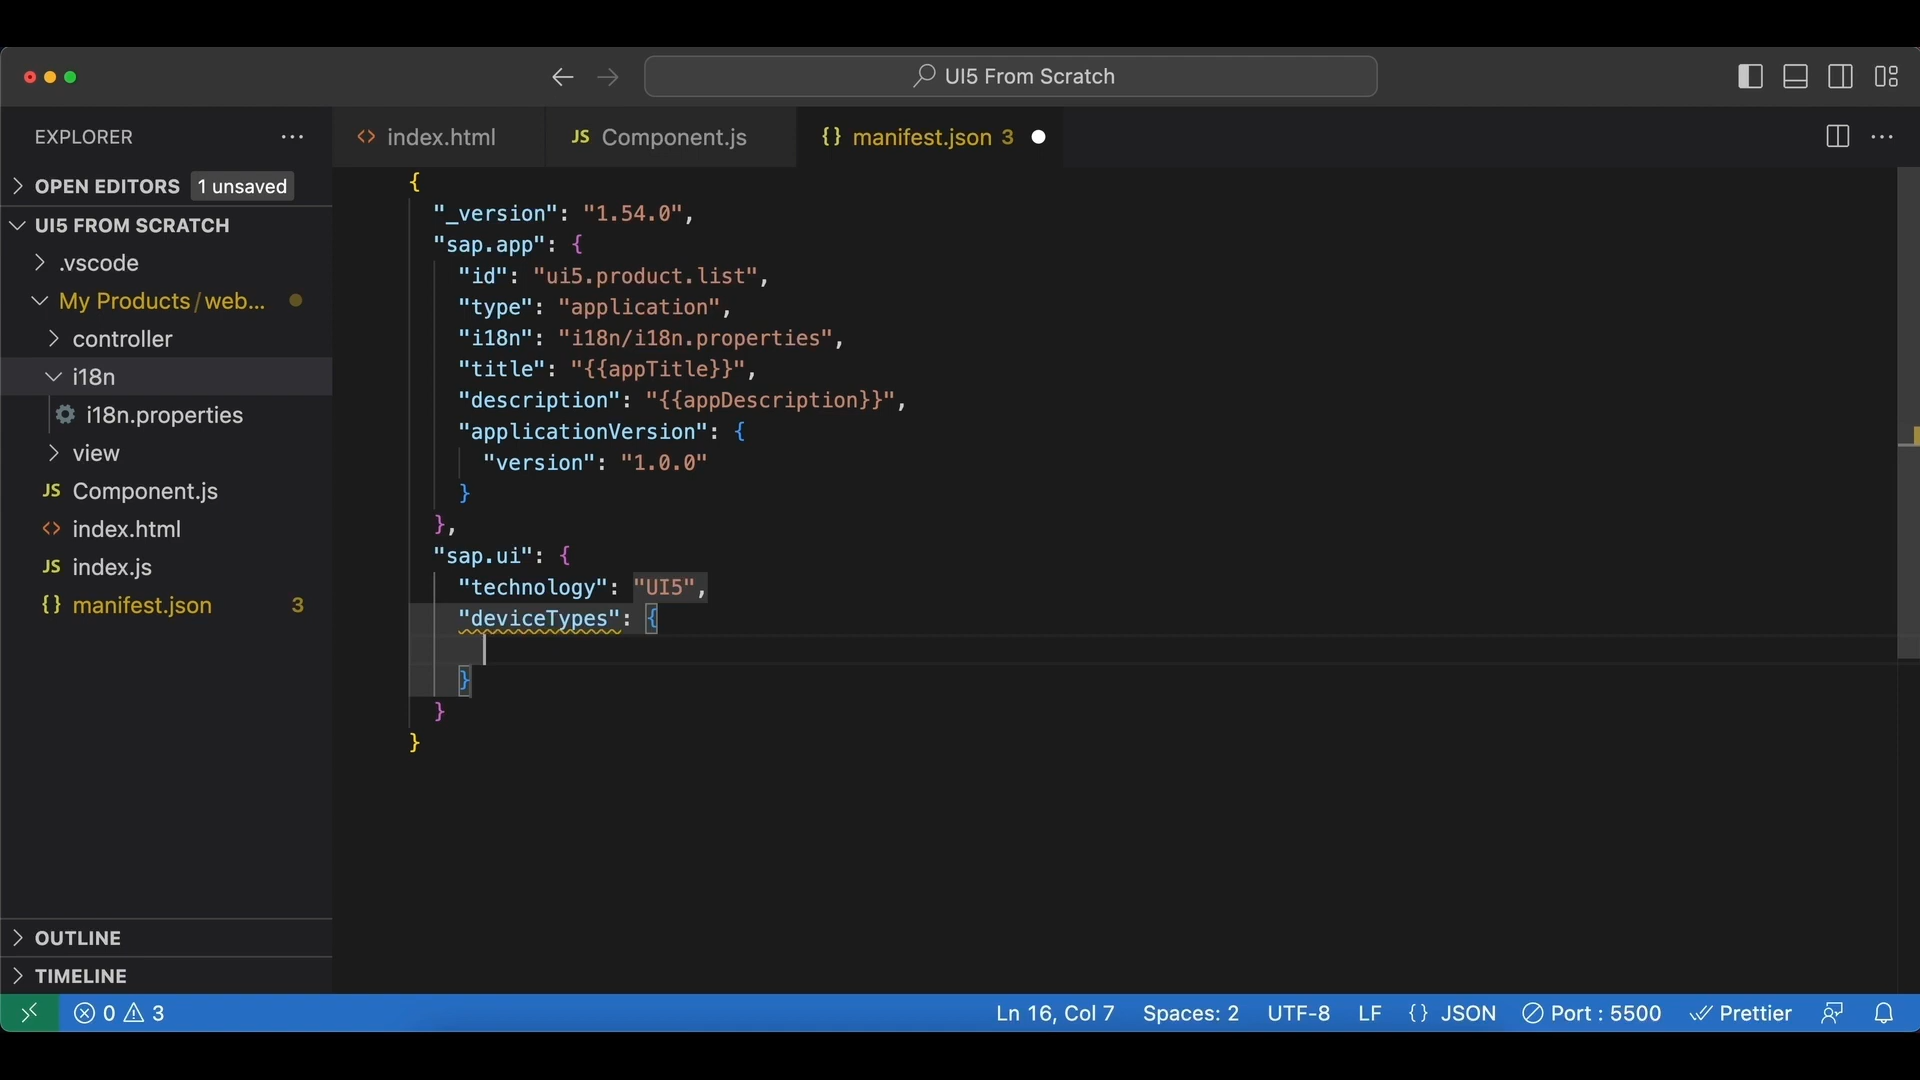 UI5 From Scratch
EXPLORER
OPEN EDITORS 1 unsaved
UI5 FROM SCRATCH
.vscode
My Products/web...
controller
i18n
i18n.properties
view
JS Component.js
<> index.html
JS index.js
{} manifest.json 3
OUTLINE
TIMELINE
<> index.html
JS Component.js
{} manifest.json 3
{
"_version": "1.54.0",
"sap.app": {
"id": "ui5.product.list",
"type": "application",
"i18n": "i18n/i18n.properties",
"title": "{{appTitle}}",
"description": "{{appDescription}}",
"applicationVersion": {
"version": "1.0.0"
}
},
"sap.ui": {
"technology": "UI5",
"deviceTypes": {
}
}
}
0 3
Ln 16, Col 7
Spaces: 2
UTF-8
LF
{} JSON
Port : 5500
Prettier